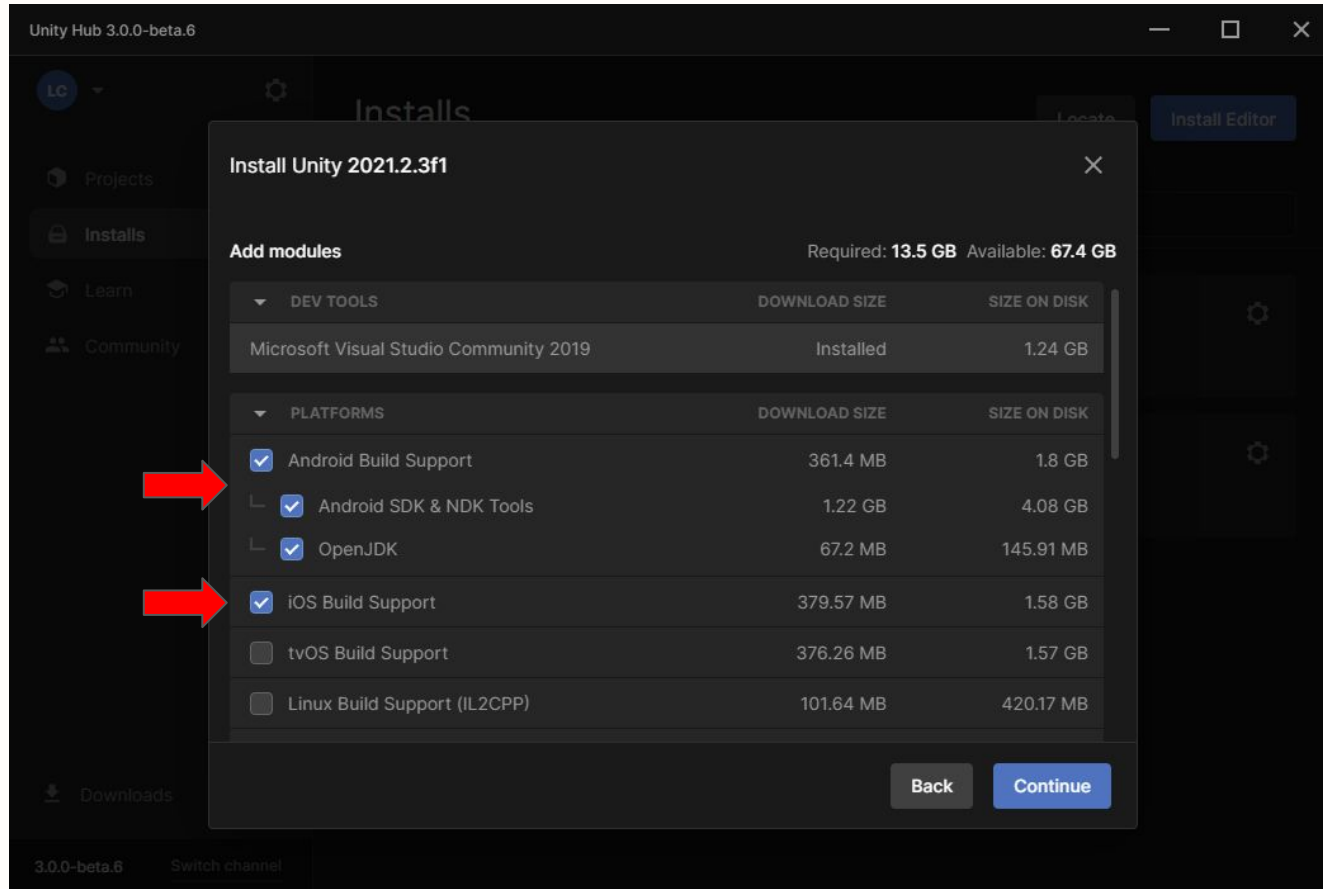 Unity Hub 3.0.0-beta.6
LC
Installs
Locate
Install Editor
Projects
Installs
Learn
Community
Install Unity 2021.2.3f1
Add modules Required: 13.5 GB Available: 67.4 GB
DEV TOOLS DOWNLOAD SIZE SIZE ON DISK
Microsoft Visual Studio Community 2019 Installed 1.24 GB
PLATFORMS DOWNLOAD SIZE SIZE ON DISK
Android Build Support 361.4 MB 1.8 GB
Android SDK & NDK Tools 1.22 GB 4.08 GB
OpenJDK 67.2 MB 145.91 MB
iOS Build Support 379.57 MB 1.58 GB
tvOS Build Support 376.26 MB 1.57 GB
Linux Build Support (IL2CPP) 101.64 MB 420.17 MB
Back Continue
Downloads
3.0.0-beta.6 Switch channel